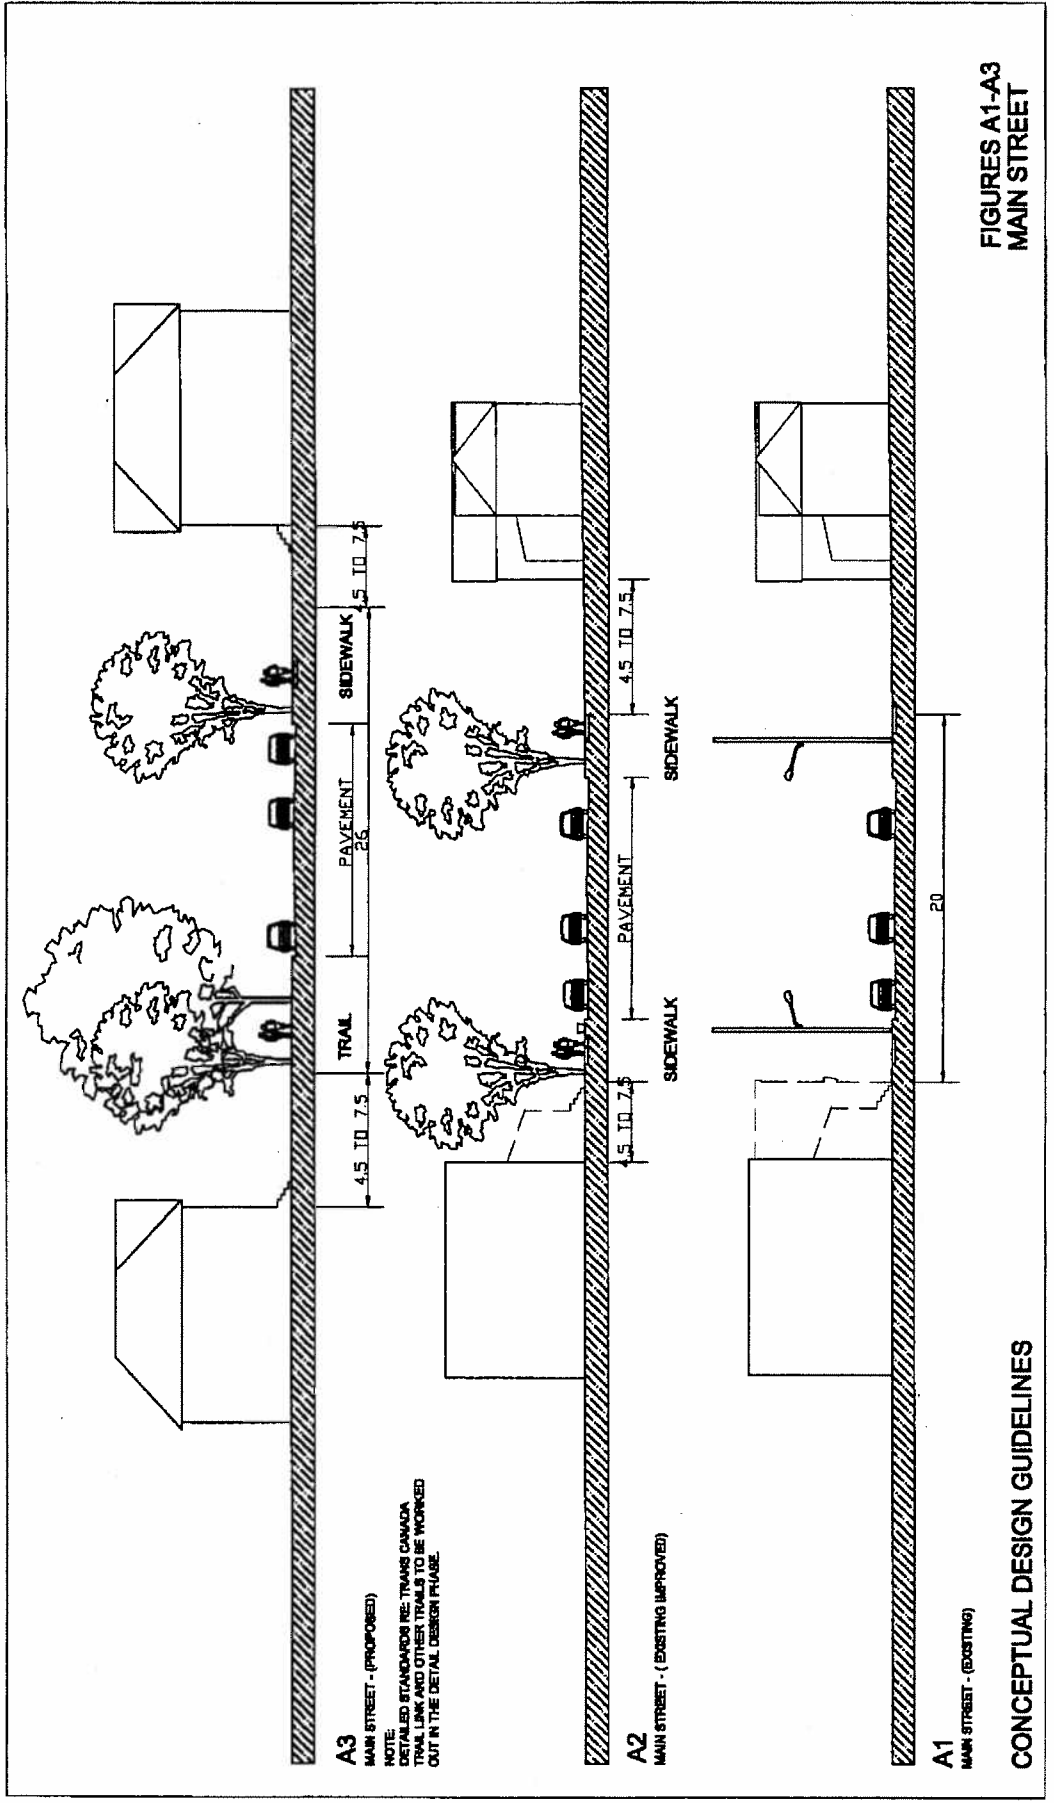 4.5 TO 7.5
TRAIL
PAVEMENT
26
SIDEWALK
4.5 TO 7.5
A3
MAIN STREET - (PROPOSED)
NOTE:
DETAILED STANDARDS RE: TRANS CANADA
TRAIL LINK AND OTHER TRAILS TO BE WORKED
OUT IN THE DETAIL DESIGN PHASE.
4.5 TO 7.5
PAVEMENT
4.5 TO 7.5
SIDEWALK
SIDEWALK
A2
MAIN STREET - ( EXISTING IMPROVED)
20
A1
MAIN STREET - (EXISTING)
CONCEPTUAL DESIGN GUIDELINES
FIGURES A1-A3
MAIN STREET